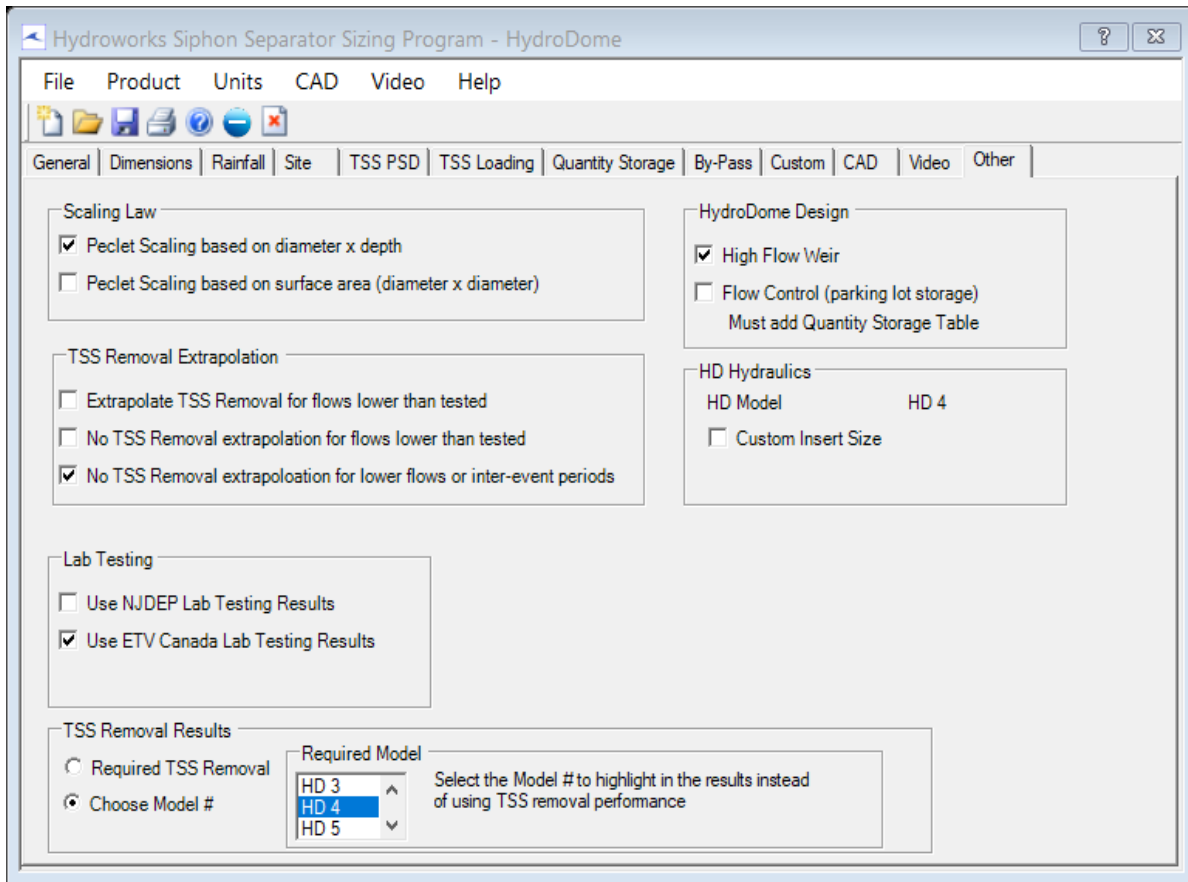 Hydroworks Siphon Separator Sizing Program - HydroDome
File Product Units CAD Video Help
General Dimensions Rainfall Site TSS PSD TSS Loading Quantity Storage By-Pass Custom CAD Video Other
Scaling Law
Peclet Scaling based on diameter x depth
Peclet Scaling based on surface area (diameter x diameter)
TSS Removal Extrapolation
Extrapolate TSS Removal for flows lower than tested
No TSS Removal extrapolation for flows lower than tested
No TSS Removal extrapoloation for lower flows or inter-event periods
HydroDome Design
High Flow Weir
Flow Control (parking lot storage)
Must add Quantity Storage Table
HD Hydraulics
HD Model HD 4
Custom Insert Size
Lab Testing
Use NJDEP Lab Testing Results
Use ETV Canada Lab Testing Results
TSS Removal Results
Required TSS Removal
Choose Model #
Required Model
HD 3
HD 4
HD 5
Select the Model # to highlight in the results instead
of using TSS removal performance